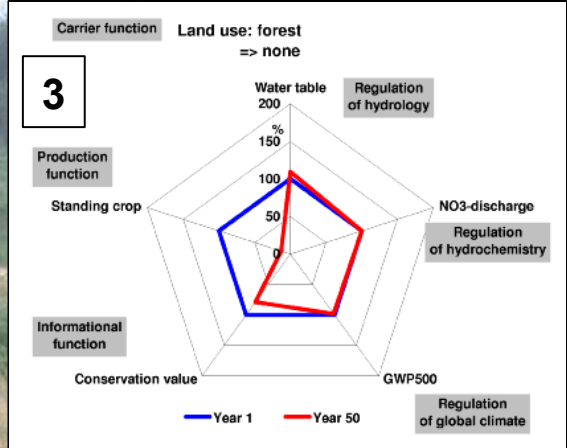 Carrier function
Land use: forest
=> none
3
Water table
Regulation
of hydrology
200
%
150
100
50
0
Production
function
Standing crop
NO3-discharge
Regulation
of hydrochemistry
Informational
function
Conservation value
GWP500
Regulation
of global climate
Year 1
Year 50